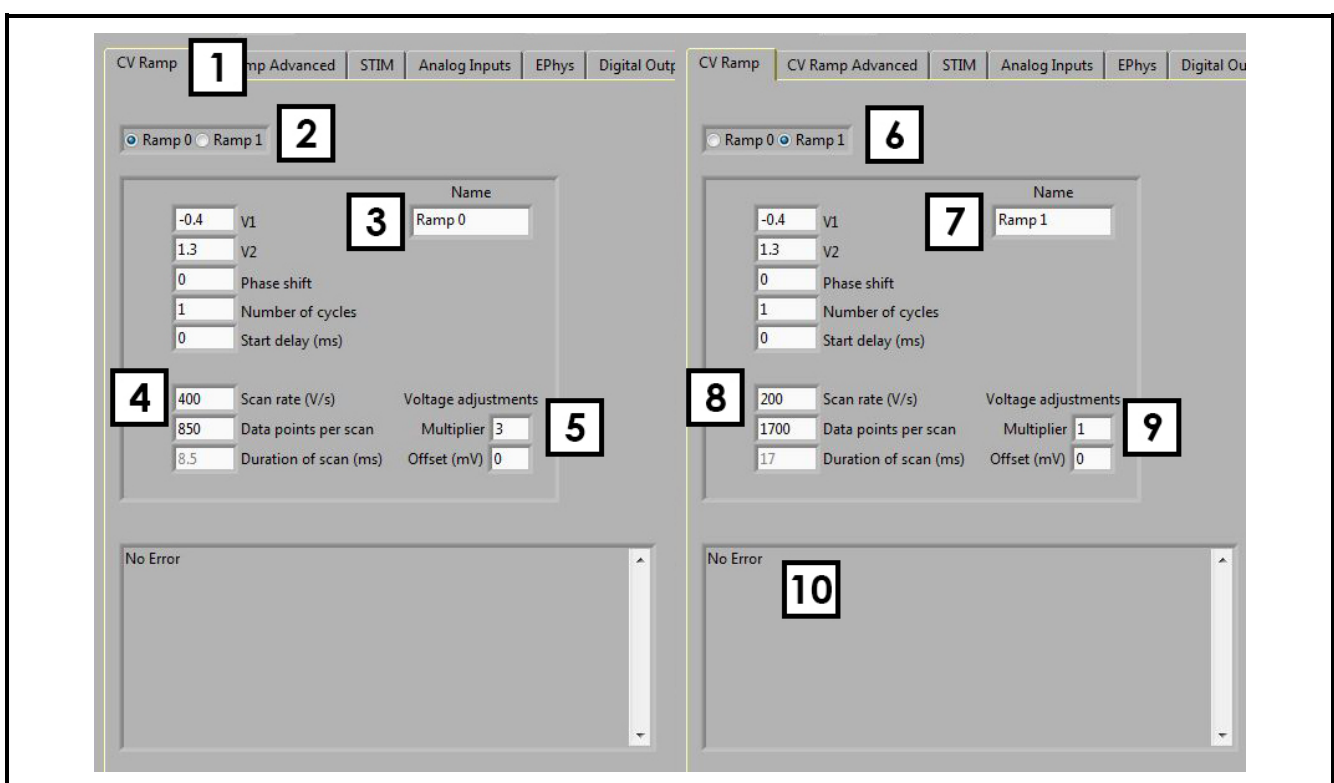 CV Ramp 1 mp Advanced STIM Analog Inputs EPhys Digital Outp
Ramp 0 Ramp 1 2
Name
-0.4 V1 3 Ramp 0
1.3 V2
0 Phase shift
1 Number of cycles
0 Start delay (ms)
4 400 Scan rate (V/s) Voltage adjustments
850 Data points per scan Multiplier 3 5
8.5 Duration of scan (ms) Offset (mV) 0
No Error
CV Ramp CV Ramp Advanced STIM Analog Inputs EPhys Digital Ou
Ramp 0 Ramp 1 6
Name
-0.4 V1 7 Ramp 1
1.3 V2
0 Phase shift
1 Number of cycles
0 Start delay (ms)
8 200 Scan rate (V/s) Voltage adjustments
1700 Data points per scan Multiplier 1 9
17 Duration of scan (ms) Offset (mV) 0
No Error
10